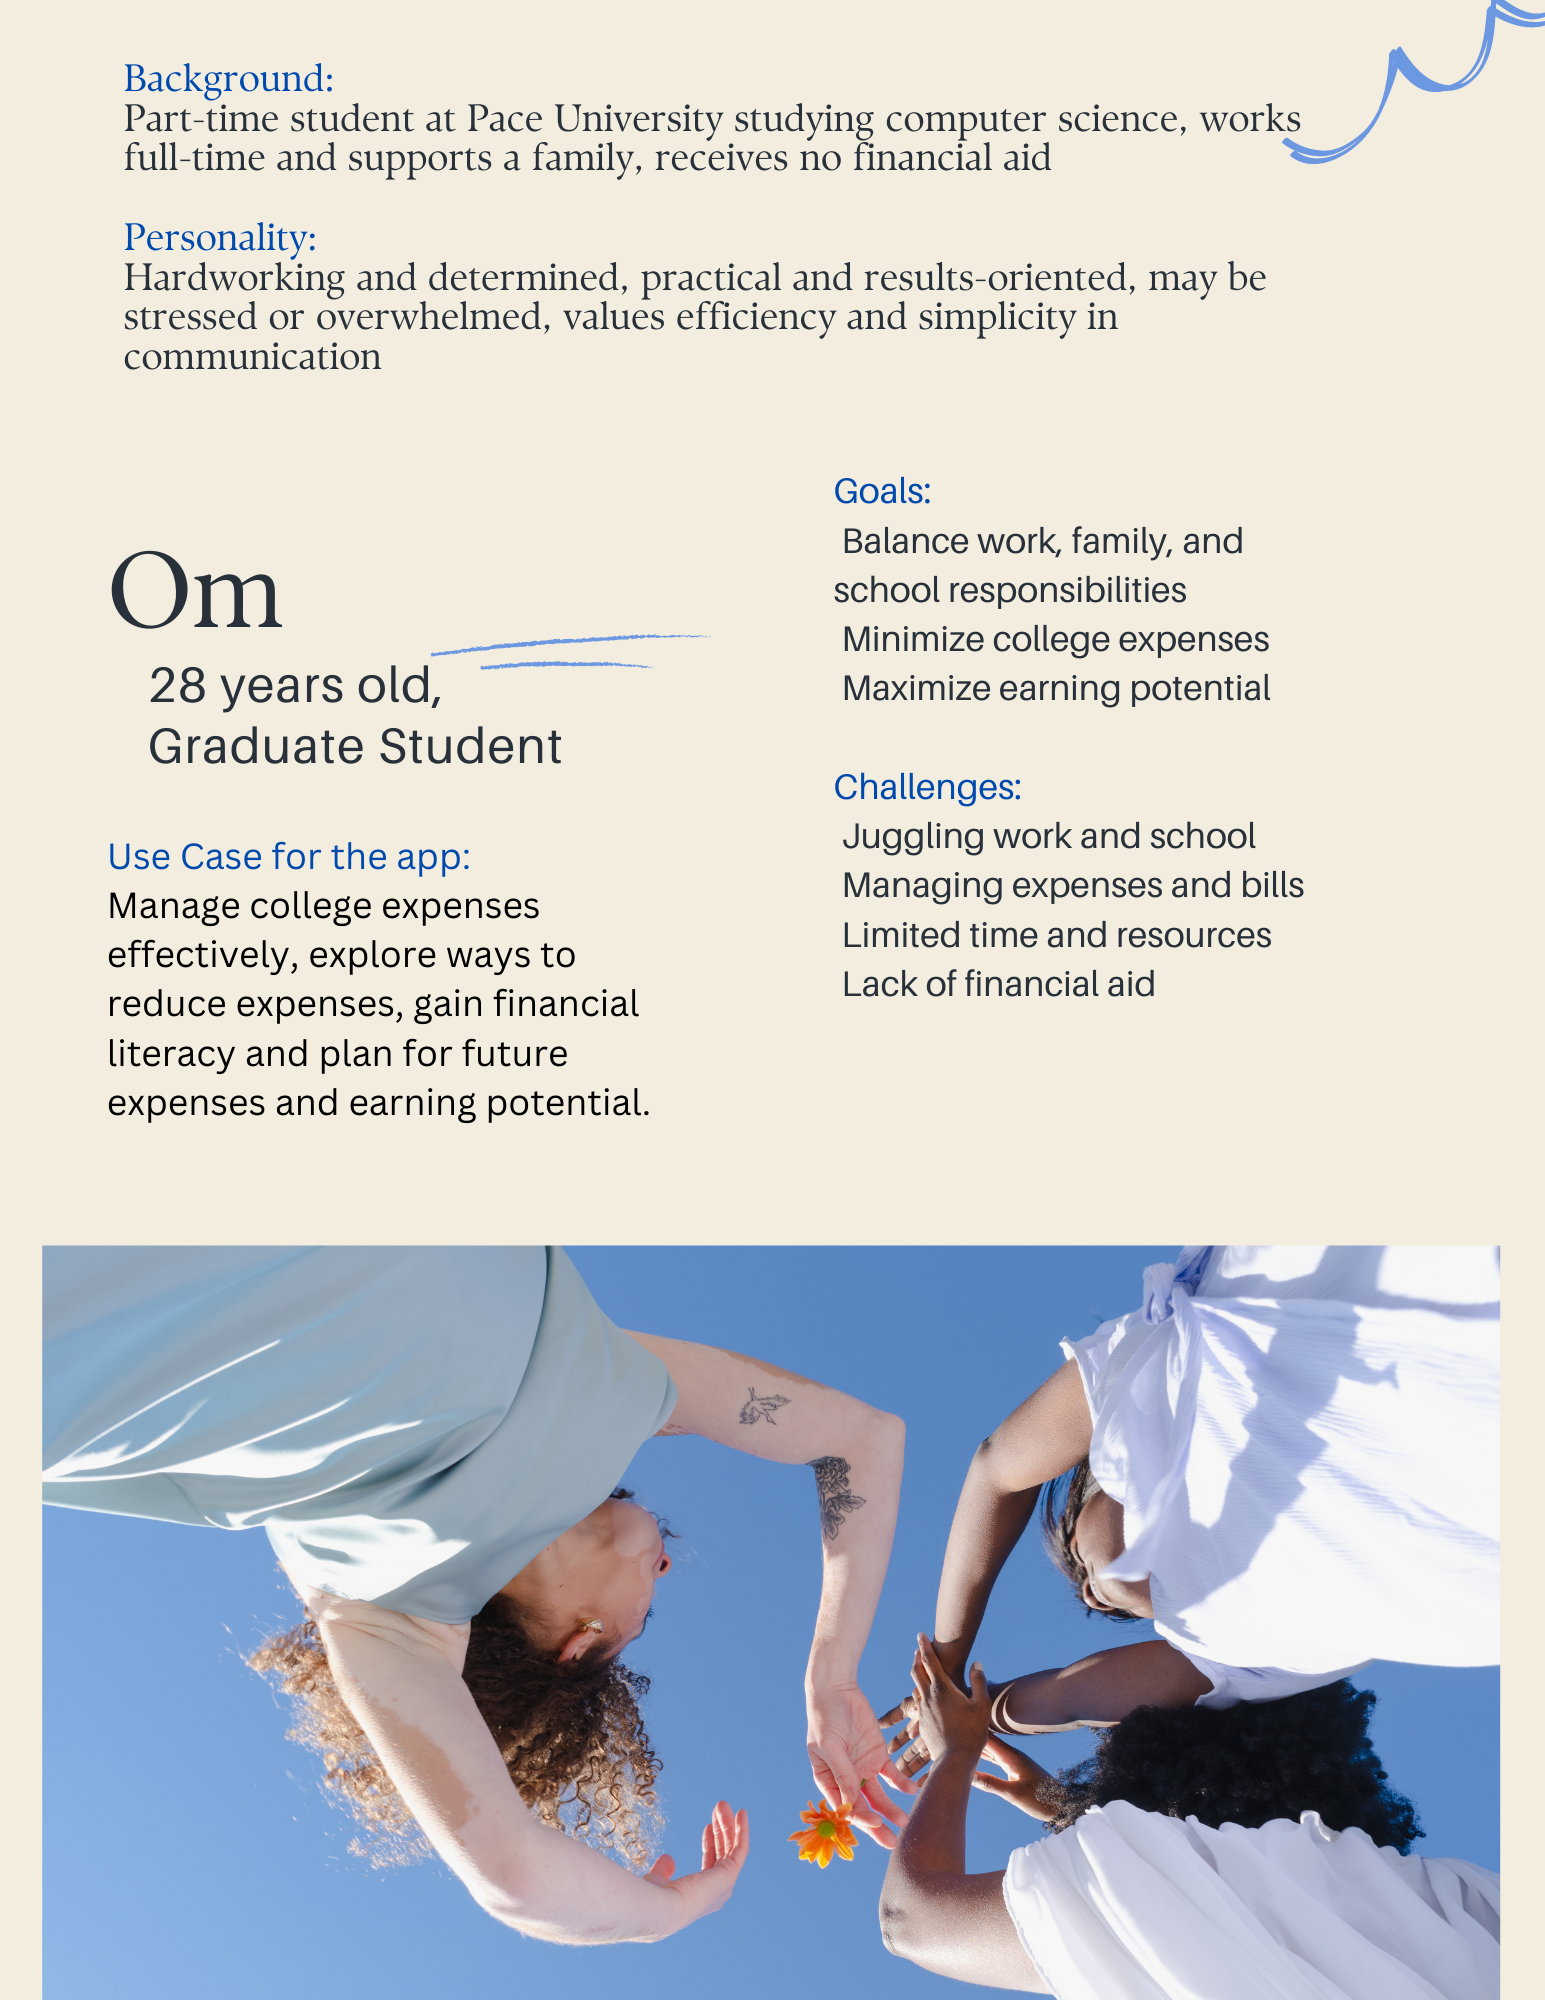 Background:
Part-time student at Pace University studying computer science, works
full-time and supports a family, receives no financial aid
Personality:
Hardworking and determined, practical and results-oriented, may be
stressed or overwhelmed, values efficiency and simplicity in
communication
Om
28 years old,
Graduate Student
Use Case for the app:
Manage college expenses
effectively, explore ways to
reduce expenses, gain financial
literacy and plan for future
expenses and earning potential.
Goals:
Balance work, family, and
school responsibilities
Minimize college expenses
Maximize earning potential
Challenges:
Juggling work and school
Managing expenses and bills
Limited time and resources
Lack of financial aid